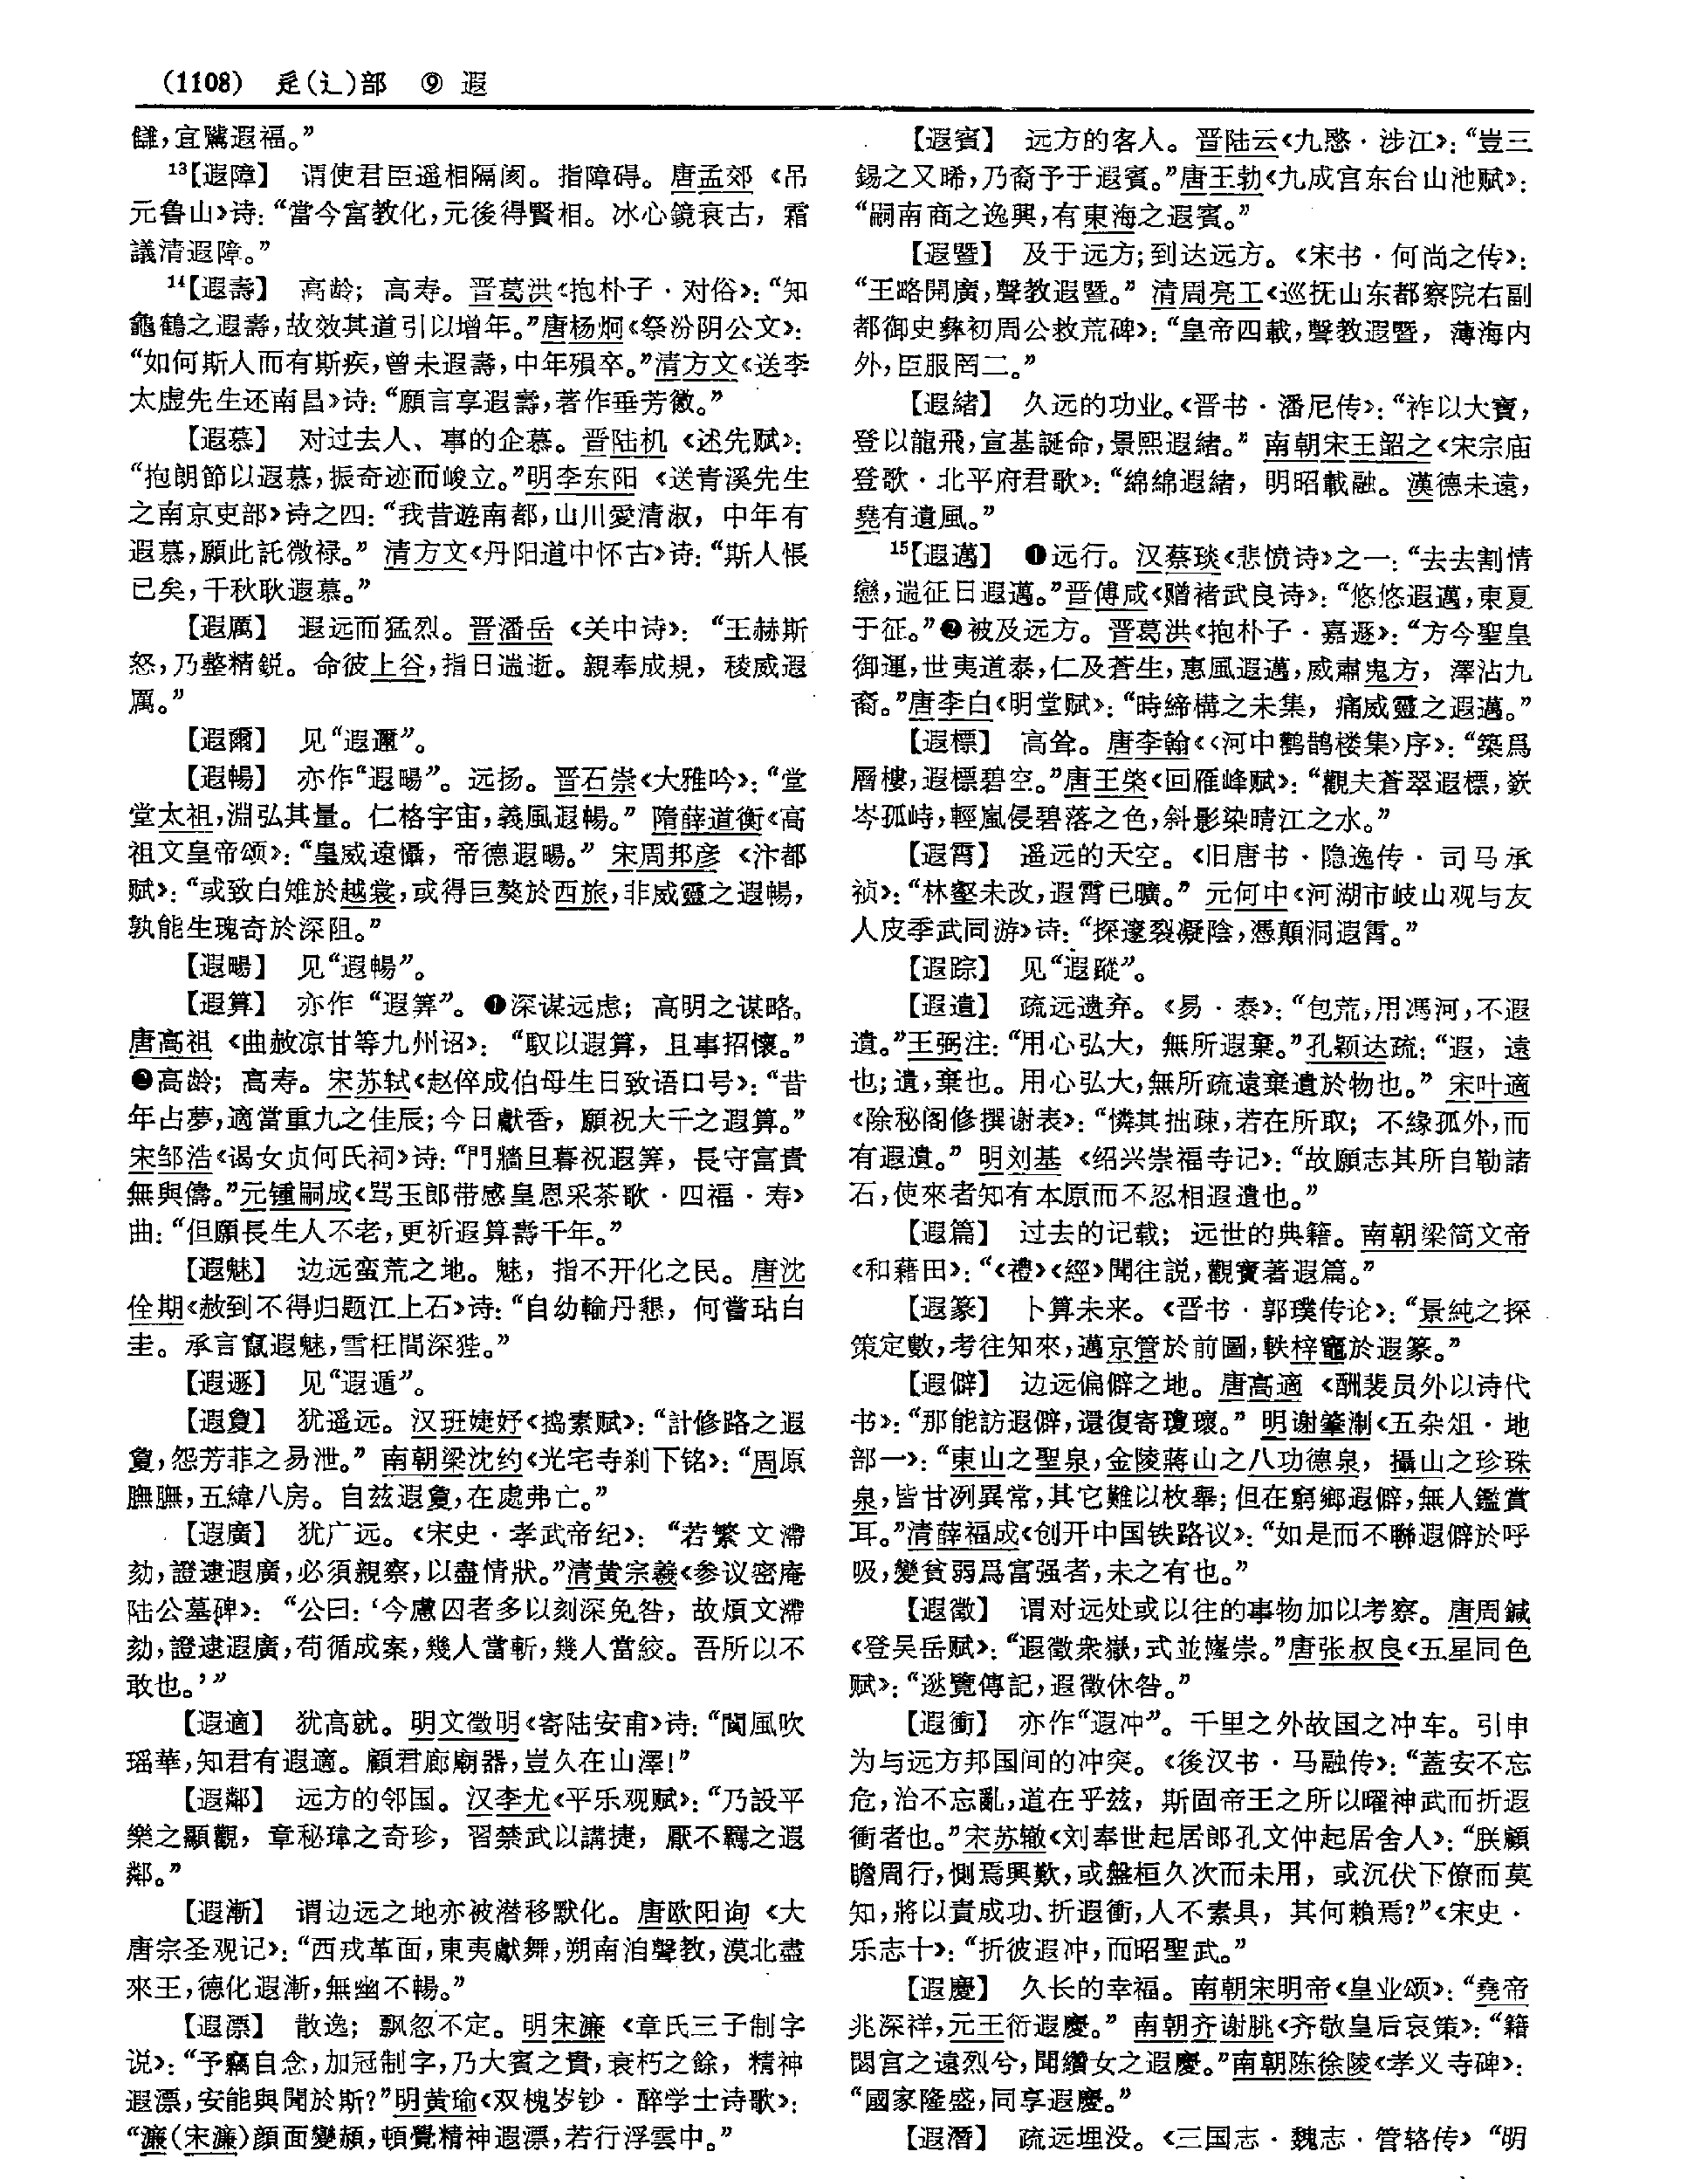 (1108) 辵(辶)部 ⑨ 遐
讎，宜騭遐福。”
13【遐障】 谓使君臣遥相隔阂。指障碍。唐孟郊《吊
元鲁山》诗：“當今富教化，元後得賢相。冰心鏡衰古，霜
議清遐障。”
14【遐壽】 高龄；高寿。晋葛洪《抱朴子·对俗》：“知
龜鶴之遐壽，故效其道引以增年。”唐杨炯《祭汾阴公文》：
“如何斯人而有斯疾，曾未遐壽，中年殞卒。”清方文《送李
太虚先生还南昌》诗：“願言享遐壽，著作垂芳徽。”
【遐慕】 对过去人、事的企慕。晋陆机《述先赋》：
“抱朗節以遐慕，振奇迹而峻立。”明李东阳《送青溪先生
之南京吏部》诗之四：“我昔遊南都，山川愛清淑，中年有
遐慕，願此託微禄。”清方文《丹阳道中怀古》诗：“斯人悵
已矣，千秋耿遐慕。”
【遐厲】 遐远而猛烈。晋潘岳《关中诗》：“王赫斯
怒，乃整精鋭。命彼上谷，指日遄逝。親奉成規，稜威遐
厲。”
【遐爾】 见“遐邇”。
【遐暢】 亦作“遐畼”。远扬。晋石崇《大雅吟》：“堂
堂太祖，淵弘其量。仁格宇宙，義風遐暢。”隋薛道衡《高
祖文皇帝颂》：“皇威遠懾，帝德遐畼。”宋周邦彦《汴都
赋》：“或致白雉於越裳，或得巨獒於西旅，非威靈之遐暢，
孰能生瑰奇於深阻。”
【遐畼】 见“遐暢”。
【遐算】 亦作“遐筭”。❶深谋远虑；高明之谋略。
唐高祖《曲赦凉甘等九州诏》：“馭以遐算，且事招懷。”
❷高龄；高寿。宋苏轼《赵倅成伯母生日致语口号》：“昔
年占夢，適當重九之佳辰；今日獻香，願祝大千之遐算。”
宋邹浩《谒女贞何氏祠》诗：“門牆旦暮祝遐筭，長守富貴
無與儔。”元锺嗣成《骂玉郎带感皇恩采茶歌·四福·寿》
曲：“但願長生人不老，更祈遐算壽千年。”
【遐魅】 边远蛮荒之地。魅，指不开化之民。唐沈
佺期《赦到不得归题江上石》诗：“自幼輸丹懇，何嘗玷白
圭。承言竄遐魅，雪枉間深狴。”
【遐遯】 见“遐遁”。
【遐敻】 犹遥远。汉班婕妤《捣素赋》：“計修路之遐
敻，怨芳菲之易泄。”南朝梁沈约《光宅寺刹下铭》：“周原
膴膴，五緯八房。自兹遐敻，在處弗亡。”
【遐廣】 犹广远。《宋史·孝武帝纪》：“若繁文滯
劾，證逮遐廣，必須親察，以盡情狀。”清黄宗羲《参议密庵
陆公墓碑》：“公曰：‘今慮囚者多以刻深免咎，故煩文滯
劾，證逮遐廣，苟循成案，幾人當斬，幾人當絞。吾所以不
敢也。’”
【遐適】 犹高就。明文徵明《寄陆安甫》诗：“閬風吹
瑶華，知君有遐適。顧君廊廟器，豈久在山澤！”
【遐鄰】 远方的邻国。汉李尤《平乐观赋》：“乃設平
樂之顯觀，章秘瑋之奇珍，習禁武以講捷，厭不羈之遐
鄰。”
【遐漸】 谓边远之地亦被潜移默化。唐欧阳询《大
唐宗圣观记》：“西戎革面，東夷獻舞，朔南洎聲教，漠北盡
來王，德化遐漸，無幽不暢。”
【遐漂】 散逸；飘忽不定。明宋濂《章氏三子制字
说》：“予竊自念，加冠制字，乃大賓之貴，衰朽之餘，精神
遐漂，安能與聞於斯？”明黄瑜《双槐岁钞·醉学士诗歌》：
“濂(宋濂)顔面變頳，頓覺精神遐漂，若行浮雲中。”
【遐賓】 远方的客人。晋陆云《九愍·涉江》：“豈三
錫之又晞，乃裔予于遐賓。”唐王勃《九成宫东台山池赋》：
“嗣南商之逸興，有東海之遐賓。”
【遐暨】 及于远方；到达远方。《宋书·何尚之传》：
“王略開廣，聲教遐暨。”清周亮工《巡抚山东都察院右副
都御史彝初周公救荒碑》：“皇帝四載，聲教遐暨，薄海内
外，臣服罔二。”
【遐緒】 久远的功业。《晋书·潘尼传》：“祚以大寶，
登以龍飛，宣基誕命，景熙遐緒。”南朝宋王韶之《宋宗庙
登歌·北平府君歌》：“綿綿遐緒，明昭載融。漢德未遠，
堯有遺風。”
15【遐邁】 ❶远行。汉蔡琰《悲愤诗》之一：“去去割情
戀，遄征日遐邁。”晋傅咸《赠褚武良诗》：“悠悠遐邁，東夏
于征。”❷被及远方。晋葛洪《抱朴子·嘉遯》：“方今聖皇
御運，世夷道泰，仁及蒼生，惠風遐邁，威肅鬼方，澤沾九
裔。”唐李白《明堂赋》：“時締構之未集，痛威靈之遐邁。”
【遐標】 高耸。唐李翰《〈河中鹳鹊楼集〉序》：“築爲
層樓，遐標碧空。”唐王棨《回雁峰赋》：“觀夫蒼翠遐標，嶔
岑孤峙，輕嵐侵碧落之色，斜影染晴江之水。”
【遐霄】 遥远的天空。《旧唐书·隐逸传·司马承
祯》：“林壑未改，遐霄已曠。”元何中《河湖市岐山观与友
人皮季武同游》诗：“探邃裂凝陰，憑顛洞遐霄。”
【遐踪】 见“遐蹤”。
【遐遺】 疏远遗弃。《易·泰》：“包荒，用馮河，不遐
遺。”王弼注：“用心弘大，無所遐棄。”孔颖达疏：“遐，遠
也；遺，棄也。用心弘大，無所疏遠棄遺於物也。”宋叶適
《除秘阁修撰谢表》：“憐其拙疎，若在所取；不緣孤外，而
有遐遺。”明刘基《绍兴崇福寺记》：“故願志其所自勒諸
石，使來者知有本原而不忍相遐遺也。”
【遐篇】 过去的记载；远世的典籍。南朝梁简文帝
《和藉田》：“《禮》《經》聞往説，觀寶著遐篇。”
【遐篆】 卜算未来。《晋书·郭璞传论》：“景純之探
策定數，考往知來，邁京管於前圖，軼梓竈於遐篆。”
【遐僻】 边远偏僻之地。唐高適《酬裴员外以诗代
书》：“那能訪遐僻，還復寄瓊瓌。”明谢肇淛《五杂俎·地
部一》：“東山之聖泉，金陵蔣山之八功德泉，攝山之珍珠
泉，皆甘洌異常，其它難以枚舉；但在窮鄉遐僻，無人鑑賞
耳。”清薛福成《创开中国铁路议》：“如是而不聯遐僻於呼
吸，變貧弱爲富强者，未之有也。”
【遐徵】 谓对远处或以往的事物加以考察。唐周鍼
《登吴岳赋》：“遐徵衆嶽，式並窿崇。”唐张叔良《五星同色
赋》：“逖覽傳記，遐徵休咎。”
【遐衝】 亦作“遐冲”。千里之外故国之冲车。引申
为与远方邦国间的冲突。《後汉书·马融传》：“蓋安不忘
危，治不忘亂，道在乎兹，斯固帝王之所以曜神武而折遐
衝者也。”宋苏辙《刘奉世起居郎孔文仲起居舍人》：“朕顧
瞻周行，惻焉興歎，或盤桓久次而未用，或沉伏下僚而莫
知，將以責成功、折遐衝，人不素具，其何賴焉？”《宋史·
乐志十》：“折彼遐冲，而昭聖武。”
【遐慶】 久长的幸福。南朝宋明帝《皇业颂》：“堯帝
兆深祥，元王衍遐慶。”南朝齐谢朓《齐敬皇后哀策》：“籍
閟宫之遠烈兮，聞纘女之遐慶。”南朝陈徐陵《孝义寺碑》：
“國家隆盛，同享遐慶。”
【遐潛】 疏远埋没。《三国志·魏志·管辂传》“明